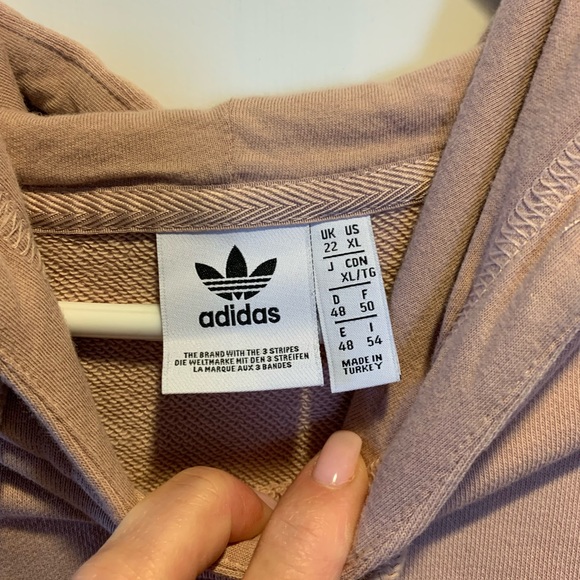 adidas
THE BRAND WITH THE 3 STRIPES
DIE WELTMARKE MIT DEN 3 STREIFEN
LA MARQUE AUX 3 BANDES
UK US
22 XL
J CDN
XL/TG
D F
48 50
E I
48 54
MADE IN
TURKEY